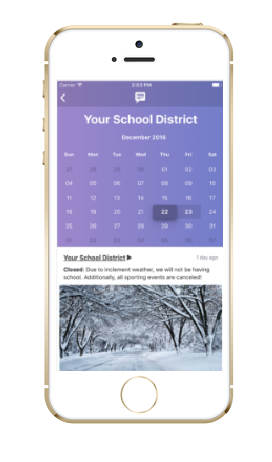 Carrier 2:03 PM
Your School District
December 2016
Sun Mon Tue Wed Thu Fri Sat
27 28 29 30 01 02 03
04 05 06 07 08 09 10
11 12 13 14 15 16 17
18 19 20 21 22 23 24
25 26 27 28 29 30 31
Your School District 1 day ago
Closed: Due to inclement weather, we will not be having
school. Additionally, all sporting events are canceled!